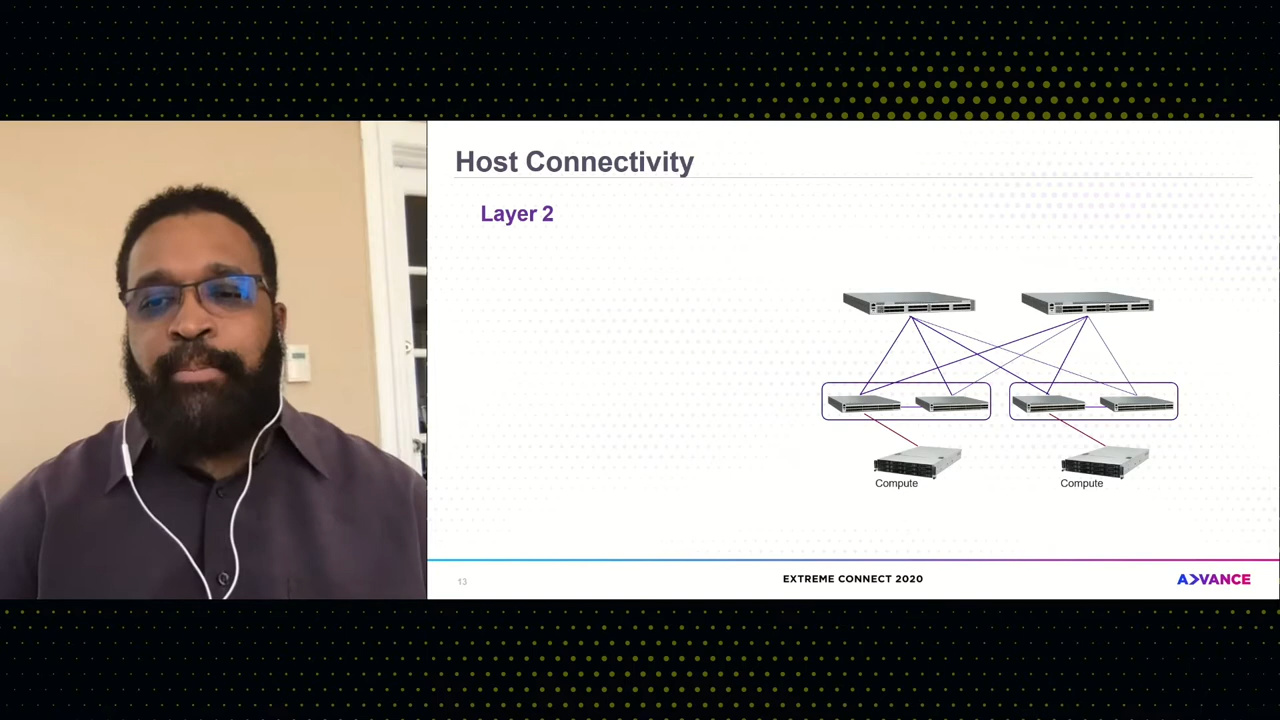 Host Connectivity
Layer 2
Compute
Compute
13
EXTREME CONNECT 2020
ADVANCE